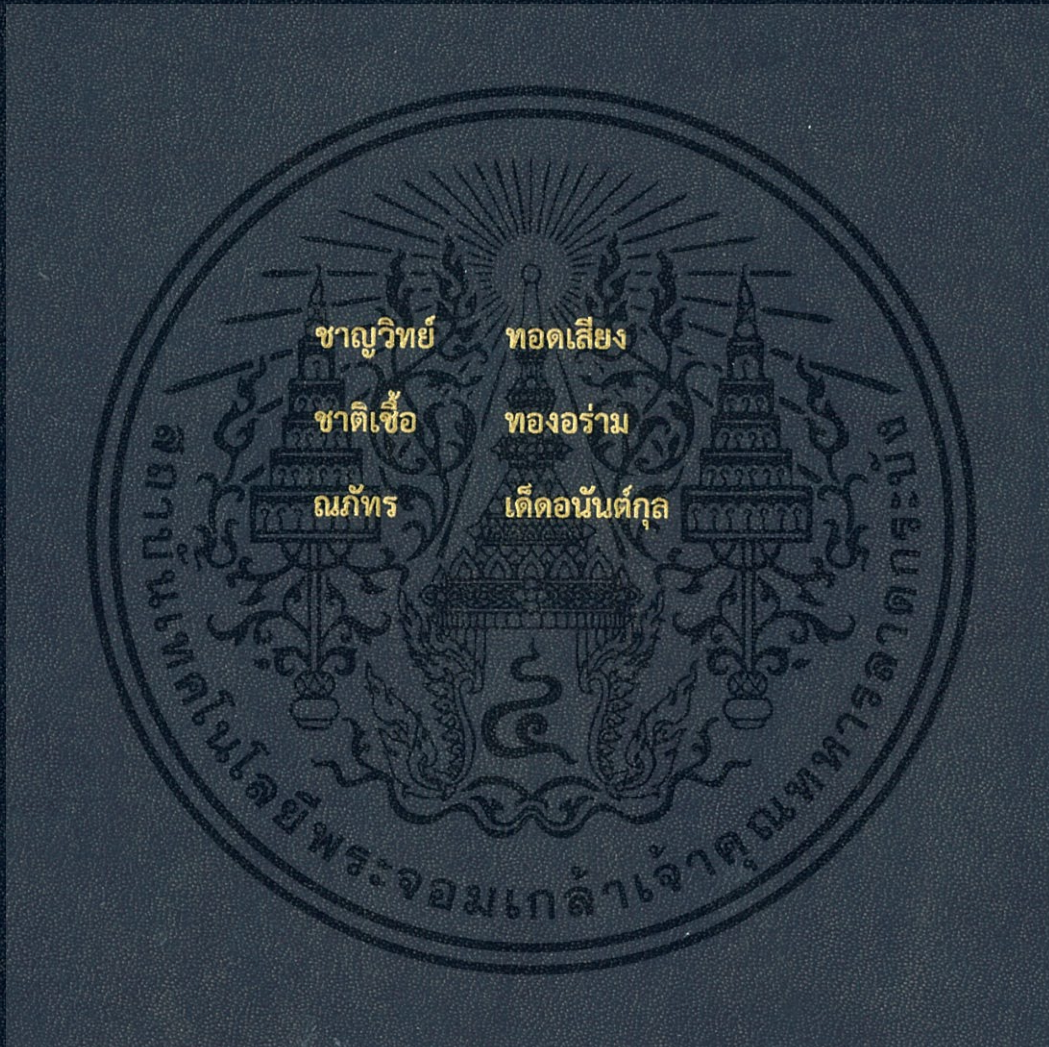 ชาญวิทย์ ทอดเสียง
ชาติเชื้อ ทองอร่าม
ณภัทร เด็ดอนันต์กุล
สถาบันเทคโนโลยีพระจอมเกล้าเจ้าคุณทหารลาดกระบัง